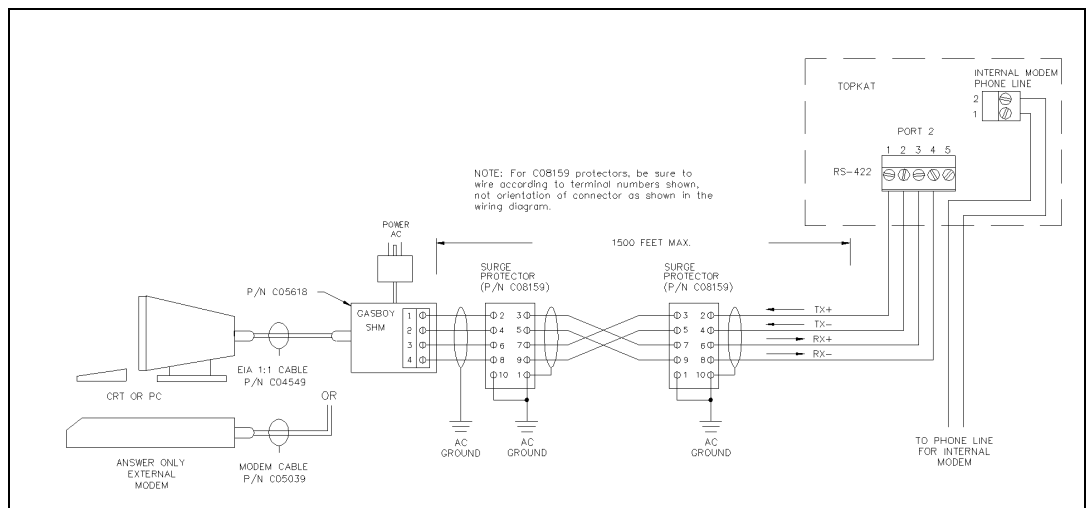 INTERNAL MODEM
PHONE LINE
TOPKAT
2
1
PORT 2
1 2 3 4 5
RS-422
NOTE: For C08159 protectors, be sure to
wire according to terminal numbers shown,
not orientation of connector as shown in the
wiring diagram.
POWER
AC
1500 FEET MAX.
SURGE
PROTECTOR
(P/N C08159)
SURGE
PROTECTOR
(P/N C08159)
P/N C05618
GASBOY
SHM
1
2
3
4
2 3
4 5
6 7
8 9
10 1
3 2
5 4
7 6
9 8
1 10
TX+
TX-
RX+
RX-
EIA 1:1 CABLE
P/N C04549
CRT OR PC
OR
AC
GROUND
AC
GROUND
AC
GROUND
TO PHONE LINE
FOR INTERNAL
MODEM
ANSWER ONLY
EXTERNAL
MODEM
MODEM CABLE
P/N C05039